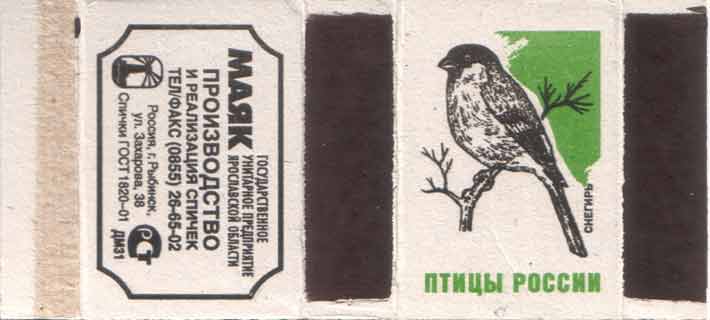 ГОСУДАРСТВЕННОЕ
УНИТАРНОЕ ПРЕДПРИЯТИЕ
ЯРОСЛАВСКОЙ ОБЛАСТИ
МАЯК
ПРОИЗВОДСТВО
И РЕАЛИЗАЦИЯ СПИЧЕК
ТЕЛ/ФАКС (0855) 26-65-02
Россия, г. Рыбинск,
ул. Захарова, 38
Спички ГОСТ 1820-01
РСТ
ДМ31
СНЕГИРЬ
ПТИЦЫ РОССИИ